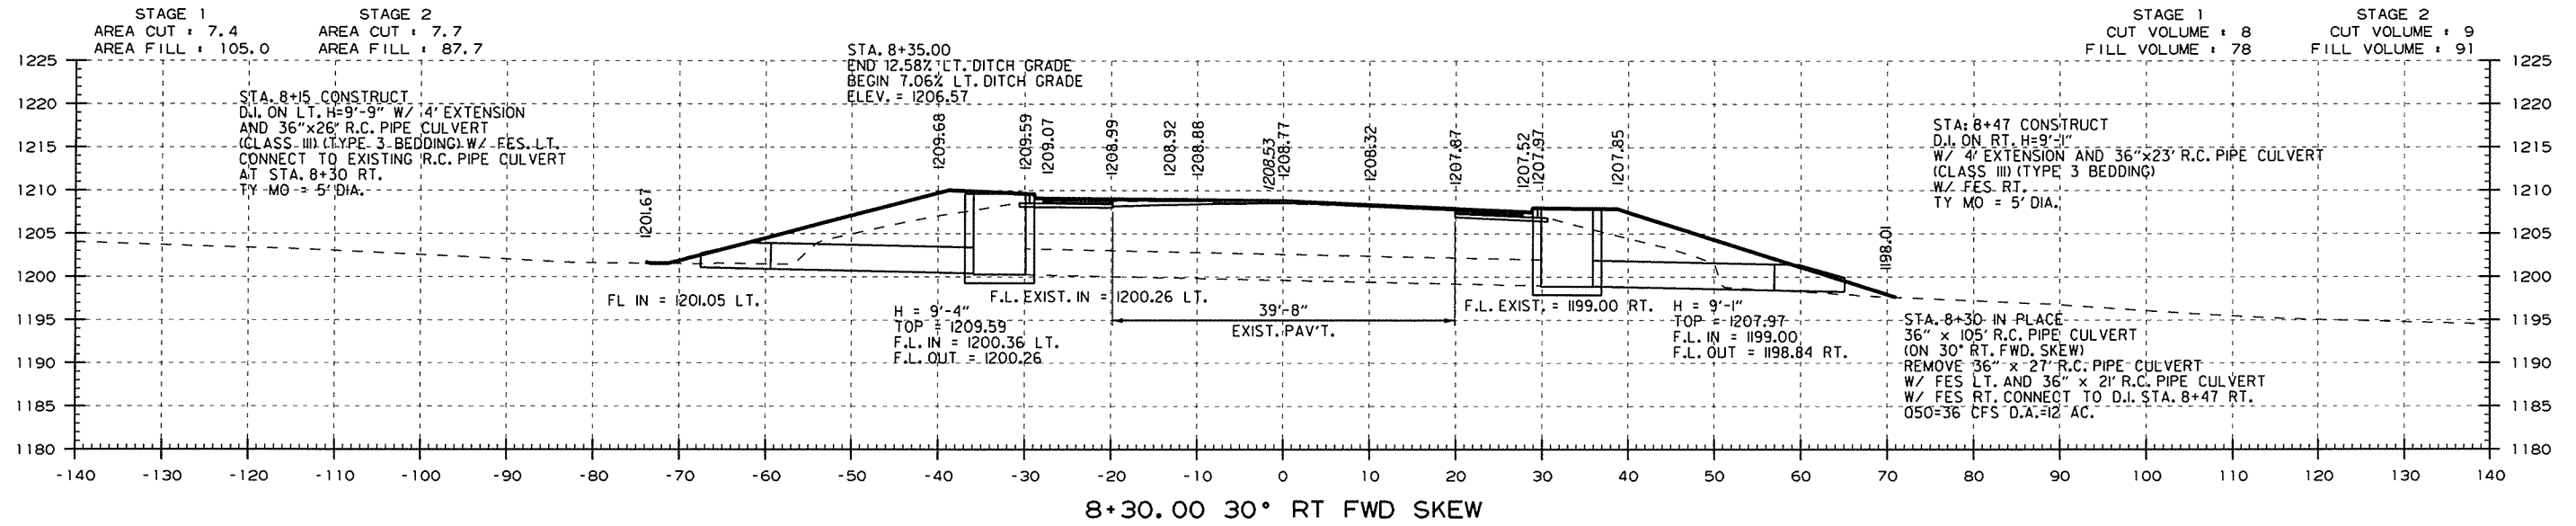 STAGE 1 STAGE 2
AREA CUT : 7.4 AREA CUT : 7.7
AREA FILL : 105.0 AREA FILL : 87.7
STAGE 1 STAGE 2
CUT VOLUME : 8 CUT VOLUME : 9
FILL VOLUME : 78 FILL VOLUME : 91
STA. 8+35.00
END 12.58% LT. DITCH GRADE
BEGIN 7.06% LT. DITCH GRADE
ELEV. = 1206.57
STA. 8+15 CONSTRUCT
D.I. ON LT. H=9'-9" W/ 4' EXTENSION
AND 36"x26' R.C. PIPE CULVERT
(CLASS III) (TYPE 3 BEDDING) W/ FES. LT.
CONNECT TO EXISTING R.C. PIPE CULVERT
AT STA. 8+30 RT.
TY MO = 5' DIA.
STA. 8+47 CONSTRUCT
D.I. ON RT. H=9'-1"
W/ 4' EXTENSION AND 36"x23' R.C. PIPE CULVERT
(CLASS III) (TYPE 3 BEDDING)
W/ FES RT.
TY MO = 5' DIA.
1225 1225
1220 1220
1215 1215
1210 1210
1205 1205
1200 1200
1195 1195
1190 1190
1185 1185
1180 1180
1201.67
1209.68
1209.59
1209.07
1208.99
1208.92
1208.88
1208.53
1208.77
1208.32
1207.87
1207.52
1207.97
1207.85
1198.01
FL IN = 1201.05 LT.
F.L. EXIST. IN = 1200.26 LT.
H = 9'-4"
TOP = 1209.59
F.L. IN = 1200.36 LT.
F.L. OUT = 1200.26
39'-8"
EXIST. PAV'T.
F.L. EXIST. = 1199.00 RT.
H = 9'-1"
TOP = 1207.97
F.L. IN = 1199.00
F.L. OUT = 1198.84 RT.
STA. 8+30 IN PLACE
36" x 105' R.C. PIPE CULVERT
(ON 30° RT. FWD. SKEW)
REMOVE 36" x 27' R.C. PIPE CULVERT
W/ FES LT. AND 36" x 21' R.C. PIPE CULVERT
W/ FES RT. CONNECT TO D.I. STA. 8+47 RT.
Q50=36 CFS D.A.=12 AC.
-140 -130 -120 -110 -100 -90 -80 -70 -60 -50 -40 -30 -20 -10 0 10 20 30 40 50 60 70 80 90 100 110 120 130 140
8+30.00 30° RT FWD SKEW